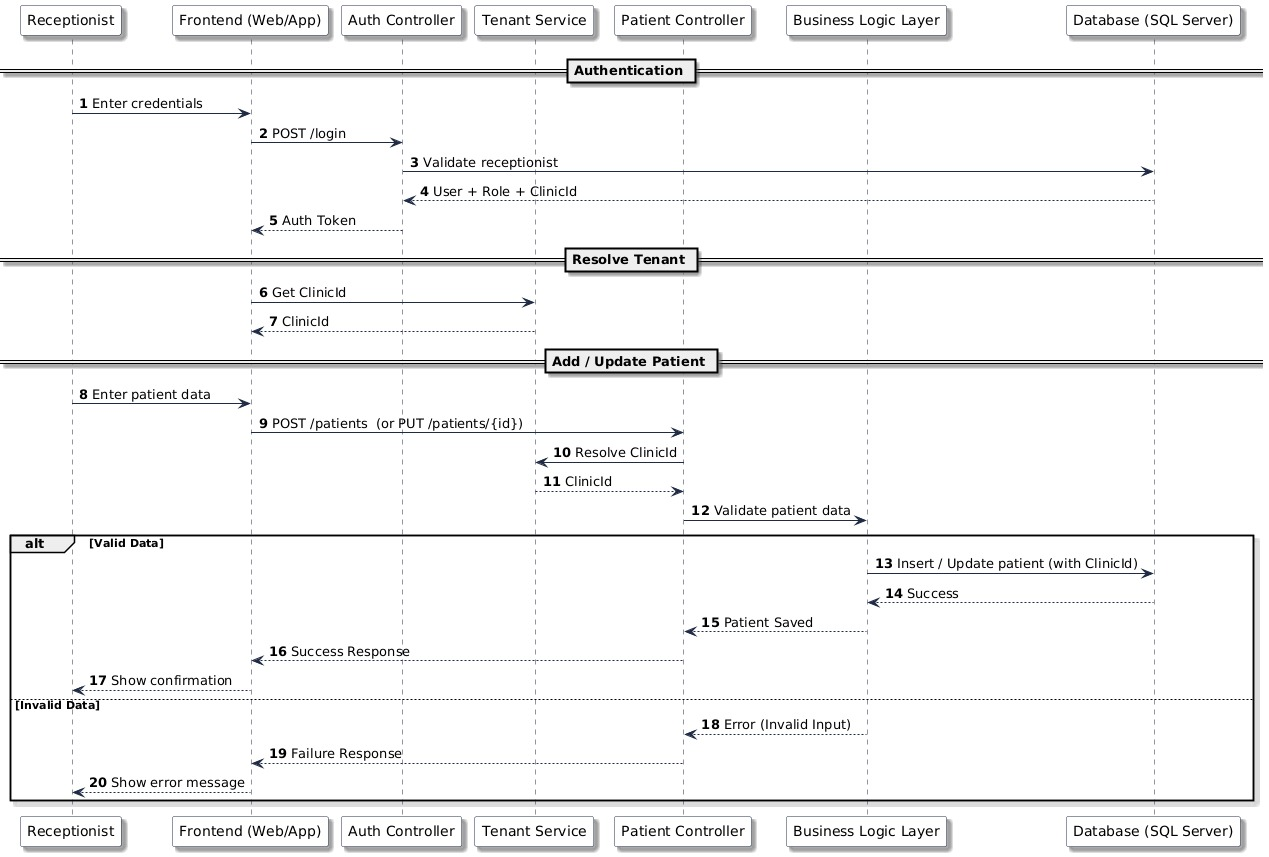 Receptionist Frontend (Web/App) Auth Controller Tenant Service Patient Controller Business Logic Layer Database (SQL Server)
Authentication
1 Enter credentials
2 POST /login
3 Validate receptionist
4 User + Role + ClinicId
5 Auth Token
Resolve Tenant
6 Get ClinicId
7 ClinicId
Add / Update Patient
8 Enter patient data
9 POST /patients  (or PUT /patients/{id})
10 Resolve ClinicId
11 ClinicId
12 Validate patient data
alt [Valid Data]
13 Insert / Update patient (with ClinicId)
14 Success
15 Patient Saved
16 Success Response
17 Show confirmation
[Invalid Data]
18 Error (Invalid Input)
19 Failure Response
20 Show error message
Receptionist Frontend (Web/App) Auth Controller Tenant Service Patient Controller Business Logic Layer Database (SQL Server)